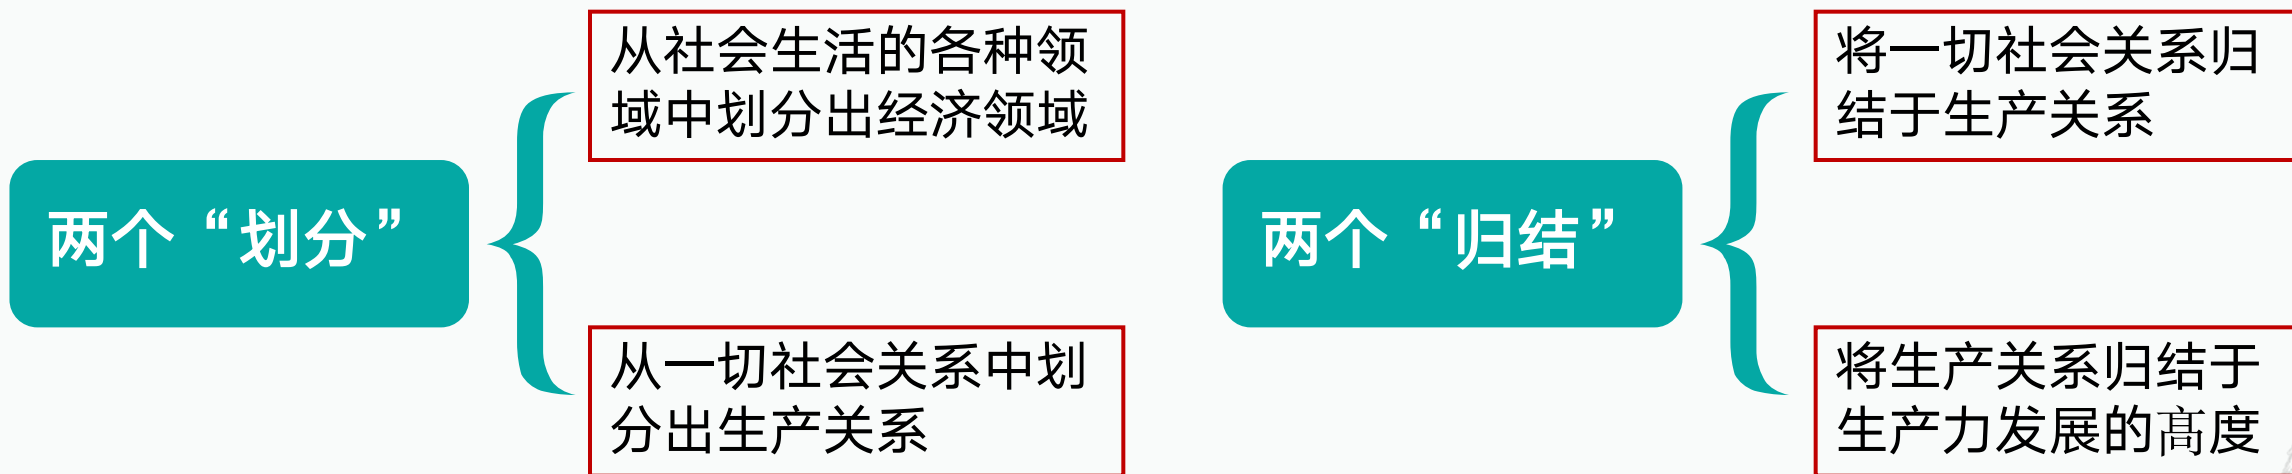 从社会生活的各种领
域中划分出经济领域
两个“划分”
从一切社会关系中划
分出生产关系
将一切社会关系归
结于生产关系
两个“归结”
将生产关系归结于
生产力发展的髙度